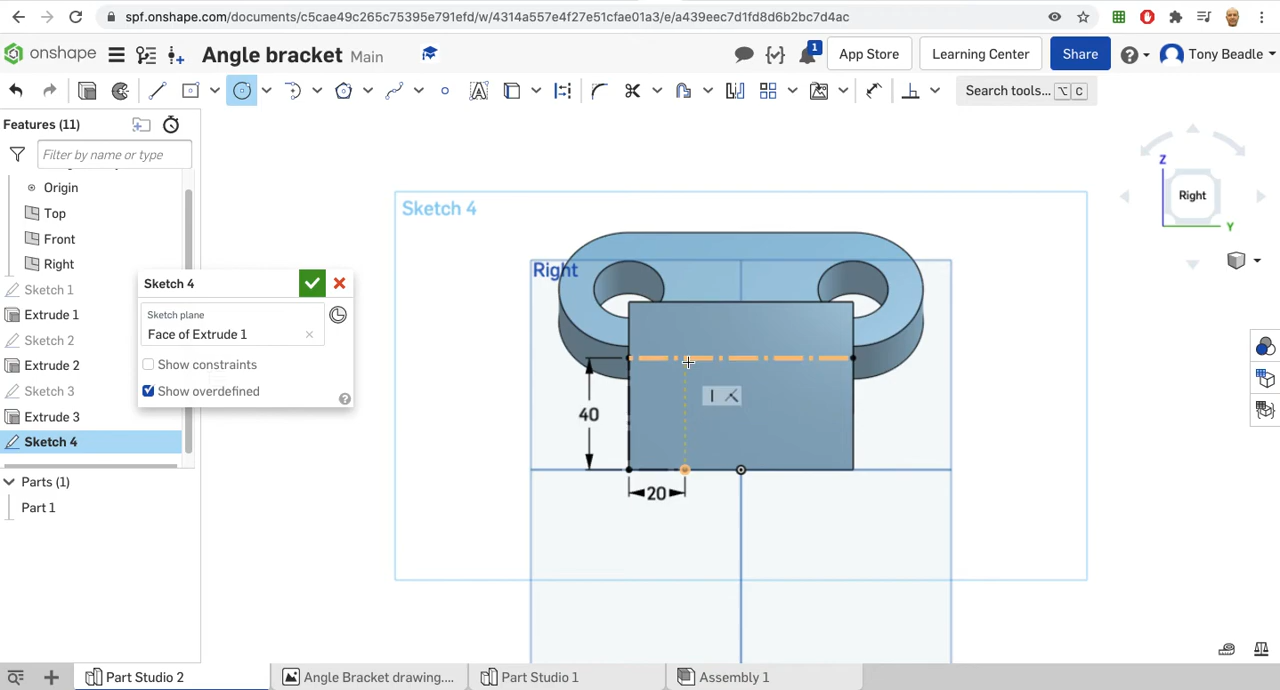 spf.onshape.com/documents/c5cae49c265c75395e791efd/w/4314a557e4f27e51cfae01a3/e/a439eec7d1fd8d6b2bc7d4ac
onshape
Angle bracket Main
1
App Store
Learning Center
Share
Tony Beadle
Search tools... ⌥ C
Features (11)
Filter by name or type
Origin
Top
Front
Right
Sketch 1
Extrude 1
Sketch 2
Extrude 2
Sketch 3
Extrude 3
Sketch 4
Parts (1)
Part 1
Sketch 4
Sketch plane
Face of Extrude 1
Show constraints
Show overdefined
Sketch 4
Right
40
20
Z
Right
Y
Part Studio 2
Angle Bracket drawing....
Part Studio 1
Assembly 1